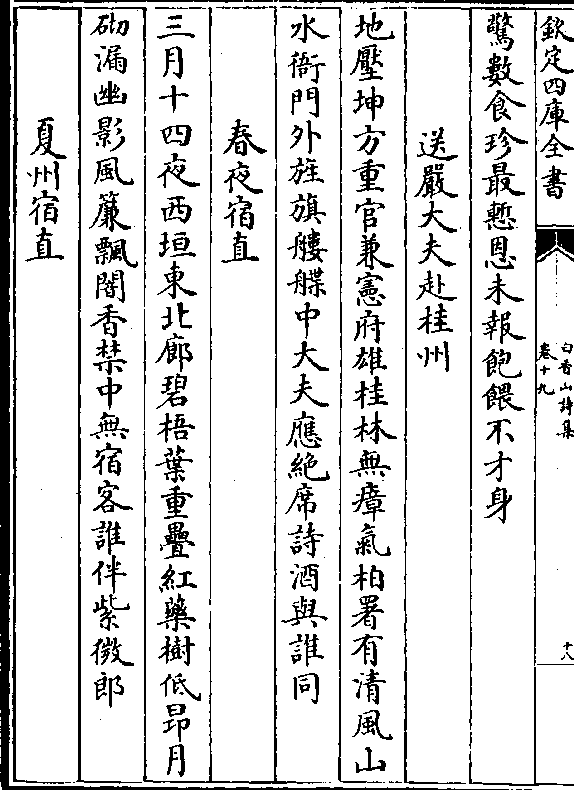 欽定四庫全書
白香山詩集
卷十九
十八
驚數食珍最慙恩未報飽餵不才身
送嚴大夫赴桂州
地壓坤方重官兼憲府雄桂林無瘴氣柏署有清風山
水衙門外旌旗艛艓中大夫應絶席詩酒與誰同
春夜宿直
三月十四夜西垣東北廊碧梧葉重疊紅藥樹低昻月
砌漏幽影風簾飄闇香禁中無宿客誰伴紫微郎
夏州宿直